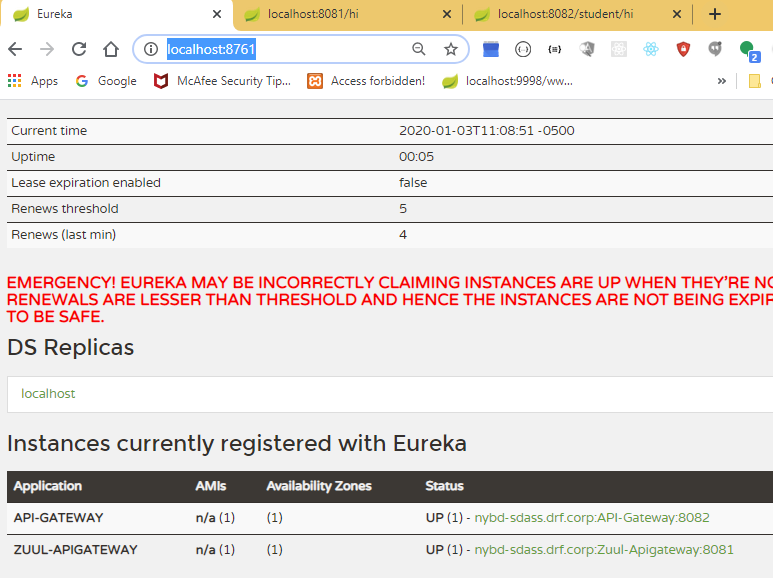 Eureka
localhost:8081/hi
localhost:8082/student/hi
localhost:8761
Apps
Google
McAfee Security Tip...
Access forbidden!
localhost:9998/ww...
»
2
Current time 2020-01-03T11:08:51 -0500
Uptime 00:05
Lease expiration enabled false
Renews threshold 5
Renews (last min) 4
EMERGENCY! EUREKA MAY BE INCORRECTLY CLAIMING INSTANCES ARE UP WHEN THEY'RE NO
RENEWALS ARE LESSER THAN THRESHOLD AND HENCE THE INSTANCES ARE NOT BEING EXPIR
TO BE SAFE.
DS Replicas
localhost
Instances currently registered with Eureka
Application AMIs Availability Zones Status
API-GATEWAY n/a (1) (1) UP (1) - nybd-sdass.drf.corp:API-Gateway:8082
ZUUL-APIGATEWAY n/a (1) (1) UP (1) - nybd-sdass.drf.corp:Zuul-Apigateway:8081